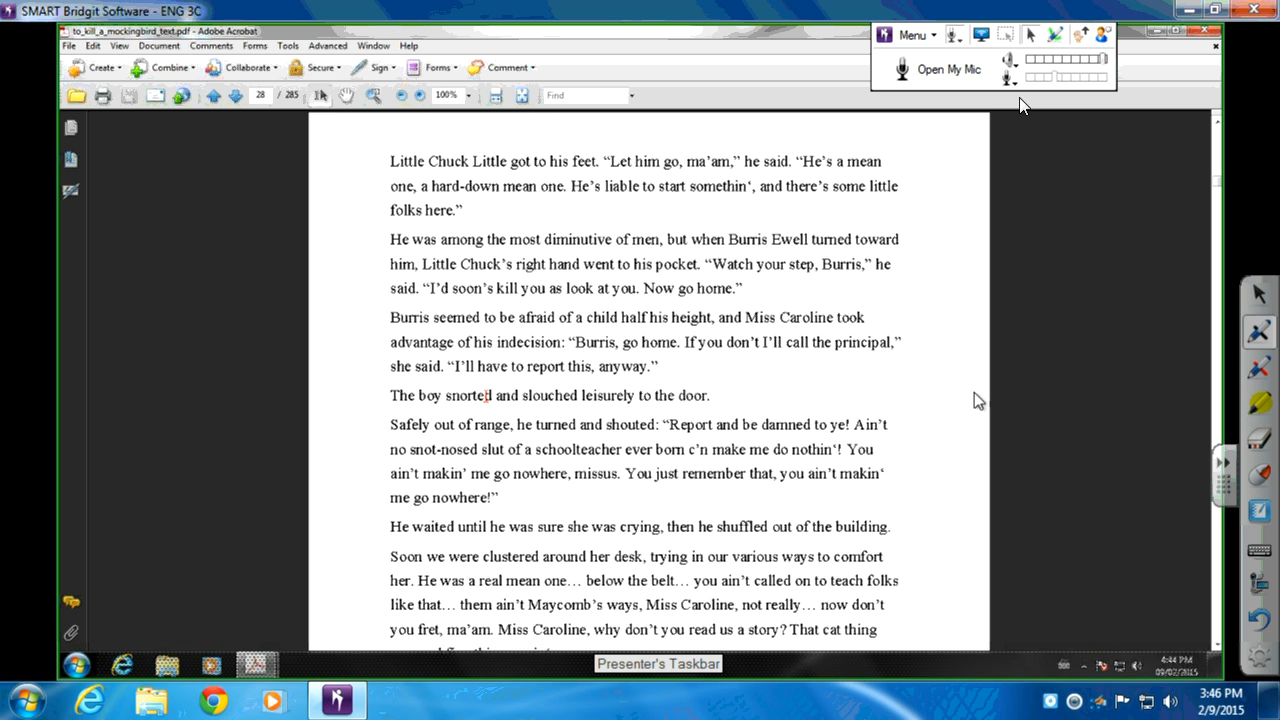 SMART Bridgit Software - ENG 3C
to_kill_a_mockingbird_text.pdf - Adobe Acrobat
File Edit View Document Comments Forms Tools Advanced Window Help
Menu
Create Combine Collaborate Secure Sign Forms Comment
Open My Mic
28 / 285 100% Find
Little Chuck Little got to his feet. “Let him go, ma’am,” he said. “He’s a mean
one, a hard-down mean one. He’s liable to start somethin‘, and there’s some little
folks here.”
He was among the most diminutive of men, but when Burris Ewell turned toward
him, Little Chuck’s right hand went to his pocket. “Watch your step, Burris,” he
said. “I’d soon’s kill you as look at you. Now go home.”
Burris seemed to be afraid of a child half his height, and Miss Caroline took
advantage of his indecision: “Burris, go home. If you don’t I’ll call the principal,”
she said. “I’ll have to report this, anyway.”
The boy snorted and slouched leisurely to the door.
Safely out of range, he turned and shouted: “Report and be damned to ye! Ain’t
no snot-nosed slut of a schoolteacher ever born c’n make me do nothin‘! You
ain’t makin’ me go nowhere, missus. You just remember that, you ain’t makin‘
me go nowhere!”
He waited until he was sure she was crying, then he shuffled out of the building.
Soon we were clustered around her desk, trying in our various ways to comfort
her. He was a real mean one… below the belt… you ain’t called on to teach folks
like that… them ain’t Maycomb’s ways, Miss Caroline, not really… now don’t
you fret, ma’am. Miss Caroline, why don’t you read us a story? That cat thing
Presenter's Taskbar
4:44 PM
09/02/2015
3:46 PM
2/9/2015